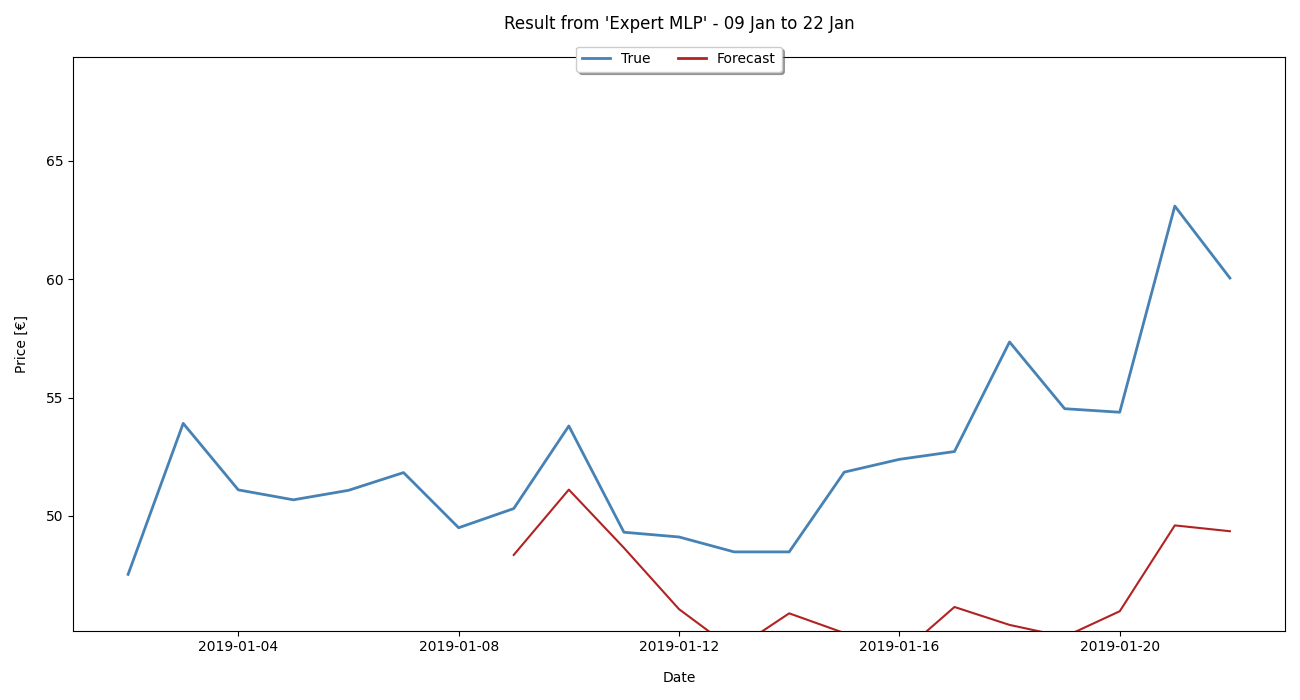 Result from 'Expert MLP' - 09 Jan to 22 Jan
True Forecast
65
60
55
50
Price [€]
2019-01-04 2019-01-08 2019-01-12 2019-01-16 2019-01-20
Date